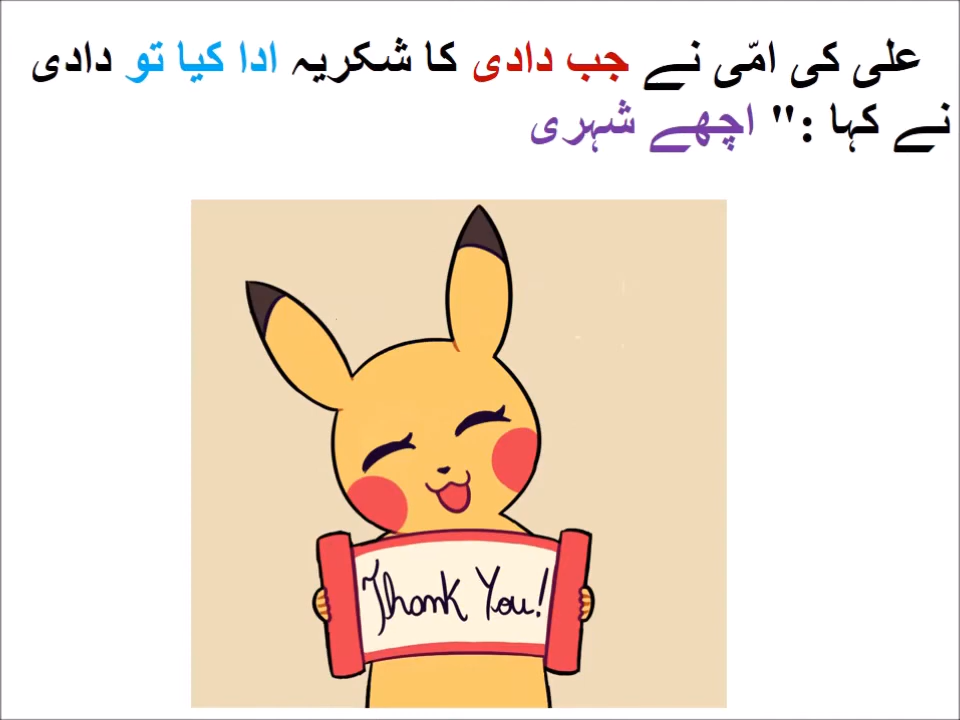 علی کی امّی نے جب دادی کا شکریہ ادا کیا تو دادی
نے کہا :" اچھے شہری
Thank You!